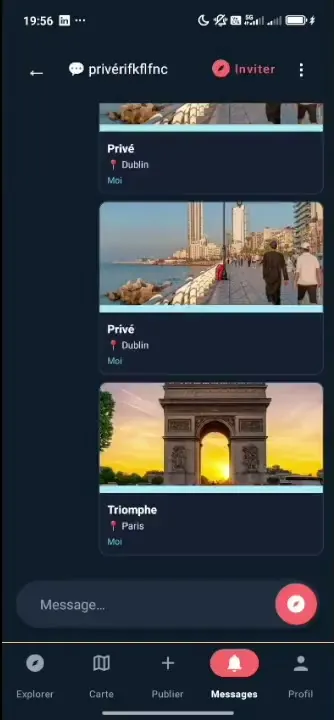 19:56
5G
privérifkflfnc
Inviter
Privé
Dublin
Moi
Privé
Dublin
Moi
Triomphe
Paris
Moi
Message...
Explorer
Carte
Publier
Messages
Profil